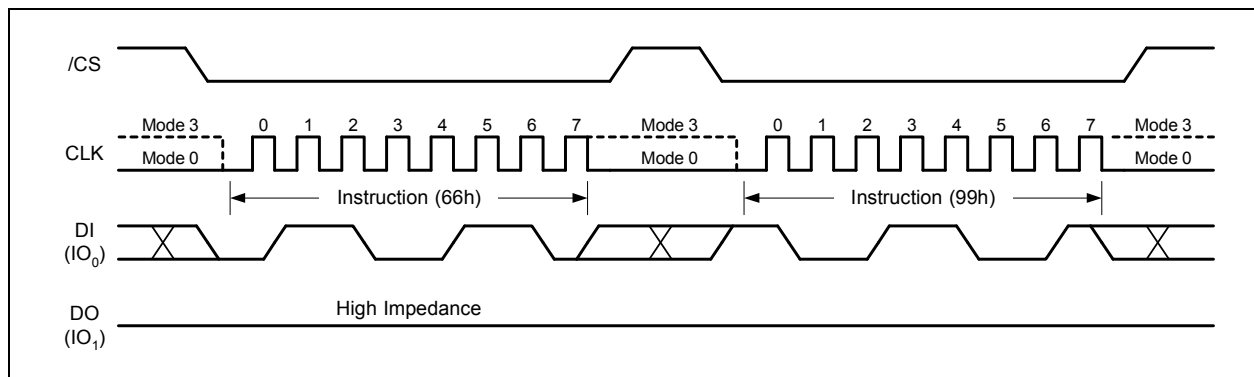 /CS
Mode 3 0 1 2 3 4 5 6 7 Mode 3 0 1 2 3 4 5 6 7 Mode 3
CLK
Mode 0 Mode 0 Mode 0
Instruction (66h) Instruction (99h)
DI
(IO₀)
High Impedance
DO
(IO₁)